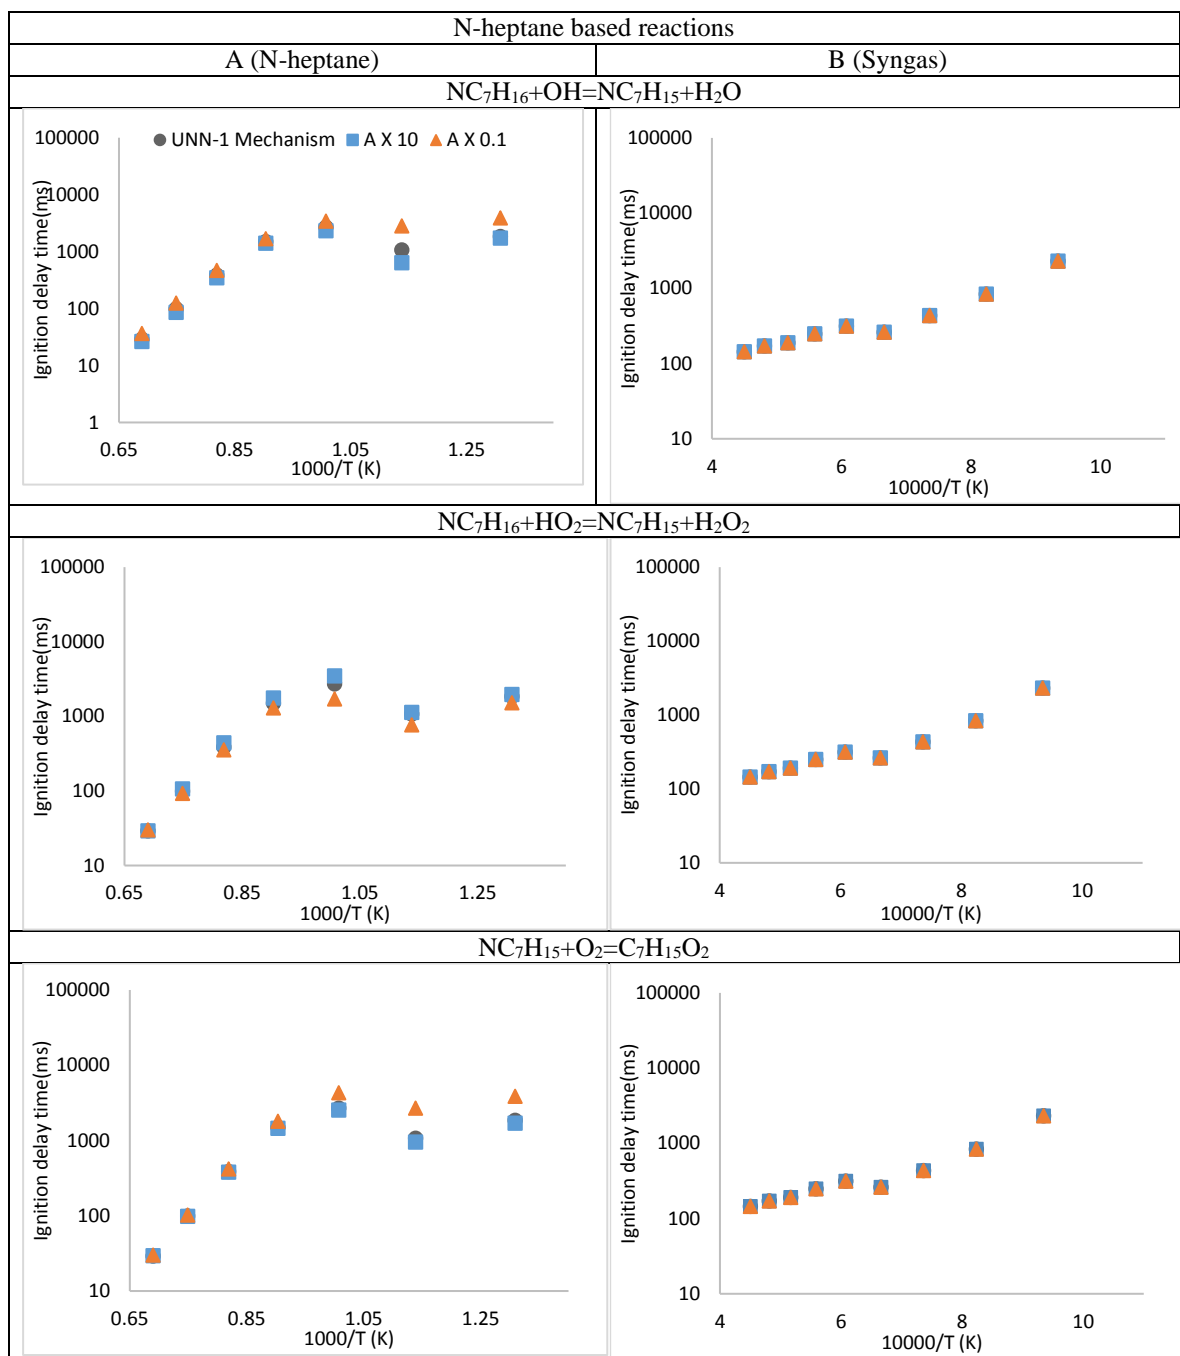 N-heptane based reactions
A (N-heptane)
B (Syngas)
NC₇H₁₆+OH=NC₇H₁₅+H₂O
Ignition delay time(ms)
100000
10000
1000
100
10
1
UNN-1 Mechanism A X 10 A X 0.1
0.65 0.85 1.05 1.25
1000/T (K)
Ignition delay time(ms)
100000
10000
1000
100
10
4 6 8 10
10000/T (K)
NC₇H₁₆+HO₂=NC₇H₁₅+H₂O₂
Ignition delay time(ms)
100000
10000
1000
100
10
0.65 0.85 1.05 1.25
1000/T (K)
Ignition delay time(ms)
100000
10000
1000
100
10
4 6 8 10
10000/T (K)
NC₇H₁₅+O₂=C₇H₁₅O₂
Ignition delay time(ms)
100000
10000
1000
100
10
0.65 0.85 1.05 1.25
1000/T (K)
Ignition delay time(ms)
100000
10000
1000
100
10
4 6 8 10
10000/T (K)